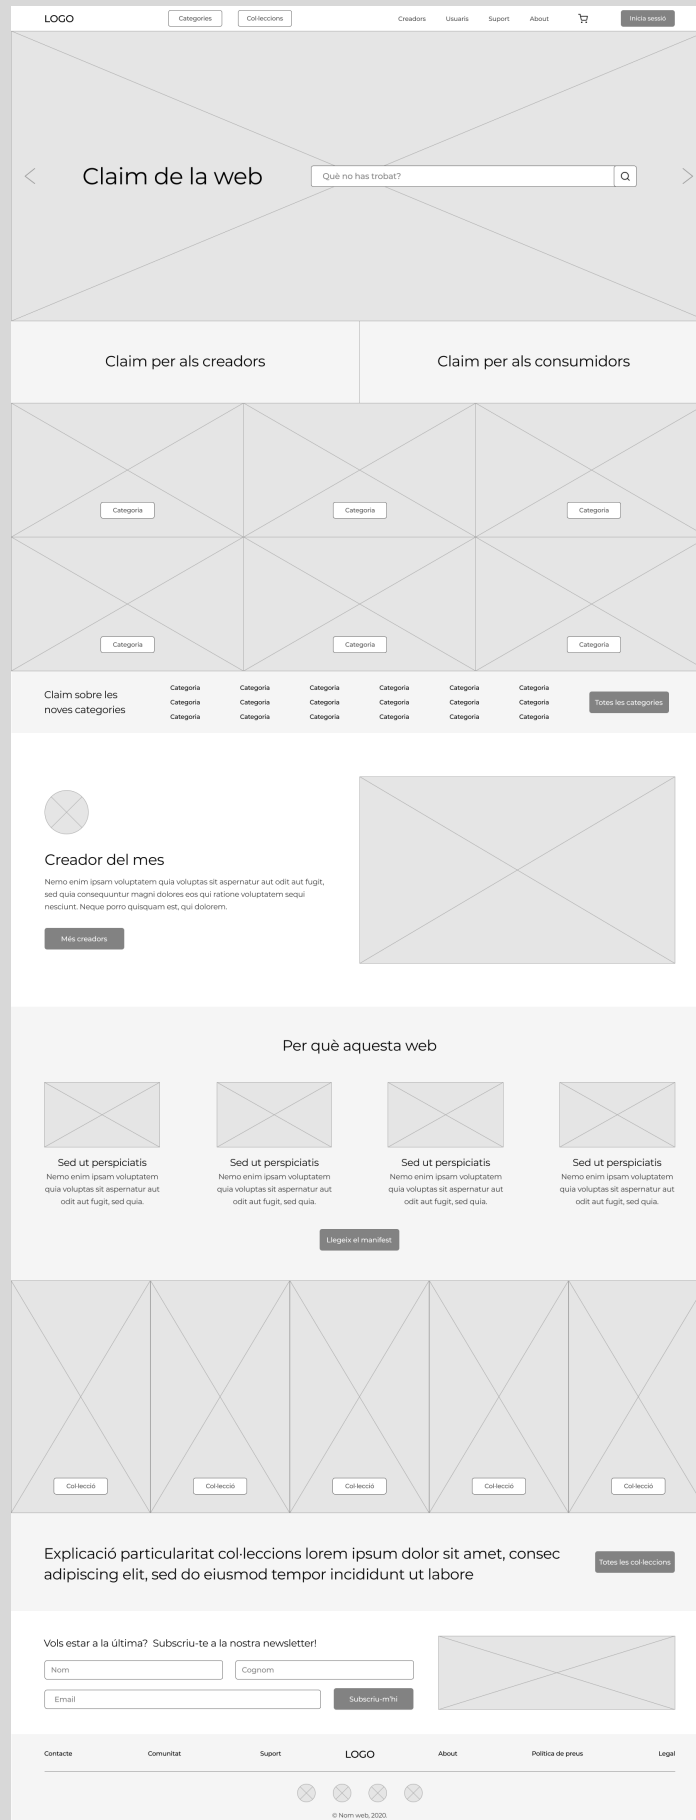 LOGO
Categories
Col·leccions
Creadors
Usuaris
Suport
About
Inicia sessió
Claim de la web
Què no has trobat?
Claim per als creadors
Claim per als consumidors
Categoria
Categoria
Categoria
Categoria
Categoria
Categoria
Claim sobre les
noves categories
Categoria Categoria Categoria Categoria Categoria Categoria
Categoria Categoria Categoria Categoria Categoria Categoria
Categoria Categoria Categoria Categoria Categoria Categoria
Totes les categories
Creador del mes
Nemo enim ipsam voluptatem quia voluptas sit aspernatur aut odit aut fugit,
sed quia consequuntur magni dolores eos qui ratione voluptatem sequi
nesciunt. Neque porro quisquam est, qui dolorem.
Més creadors
Per què aquesta web
Sed ut perspiciatis
Nemo enim ipsam voluptatem
quia voluptas sit aspernatur aut
odit aut fugit, sed quia.
Sed ut perspiciatis
Nemo enim ipsam voluptatem
quia voluptas sit aspernatur aut
odit aut fugit, sed quia.
Sed ut perspiciatis
Nemo enim ipsam voluptatem
quia voluptas sit aspernatur aut
odit aut fugit, sed quia.
Sed ut perspiciatis
Nemo enim ipsam voluptatem
quia voluptas sit aspernatur aut
odit aut fugit, sed quia.
Llegeix el manifest
Col·lecció
Col·lecció
Col·lecció
Col·lecció
Col·lecció
Explicació particularitat col·leccions lorem ipsum dolor sit amet, consec
adipiscing elit, sed do eiusmod tempor incididunt ut labore
Totes les col·leccions
Vols estar a la última? Subscriu-te a la nostra newsletter!
Nom
Cognom
Email
Subscriu-m'hi
Contacte
Comunitat
Suport
LOGO
About
Política de preus
Legal
© Nom web, 2020.